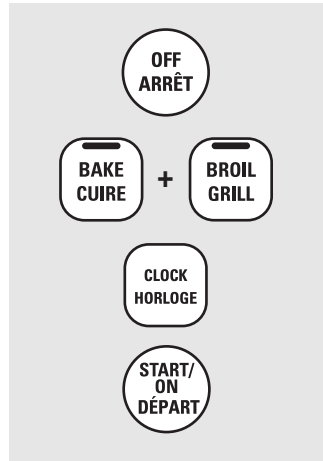 OFF
ARRÊT
BAKE
CUIRE
+
BROIL
GRILL
CLOCK
HORLOGE
START/
ON
DÉPART